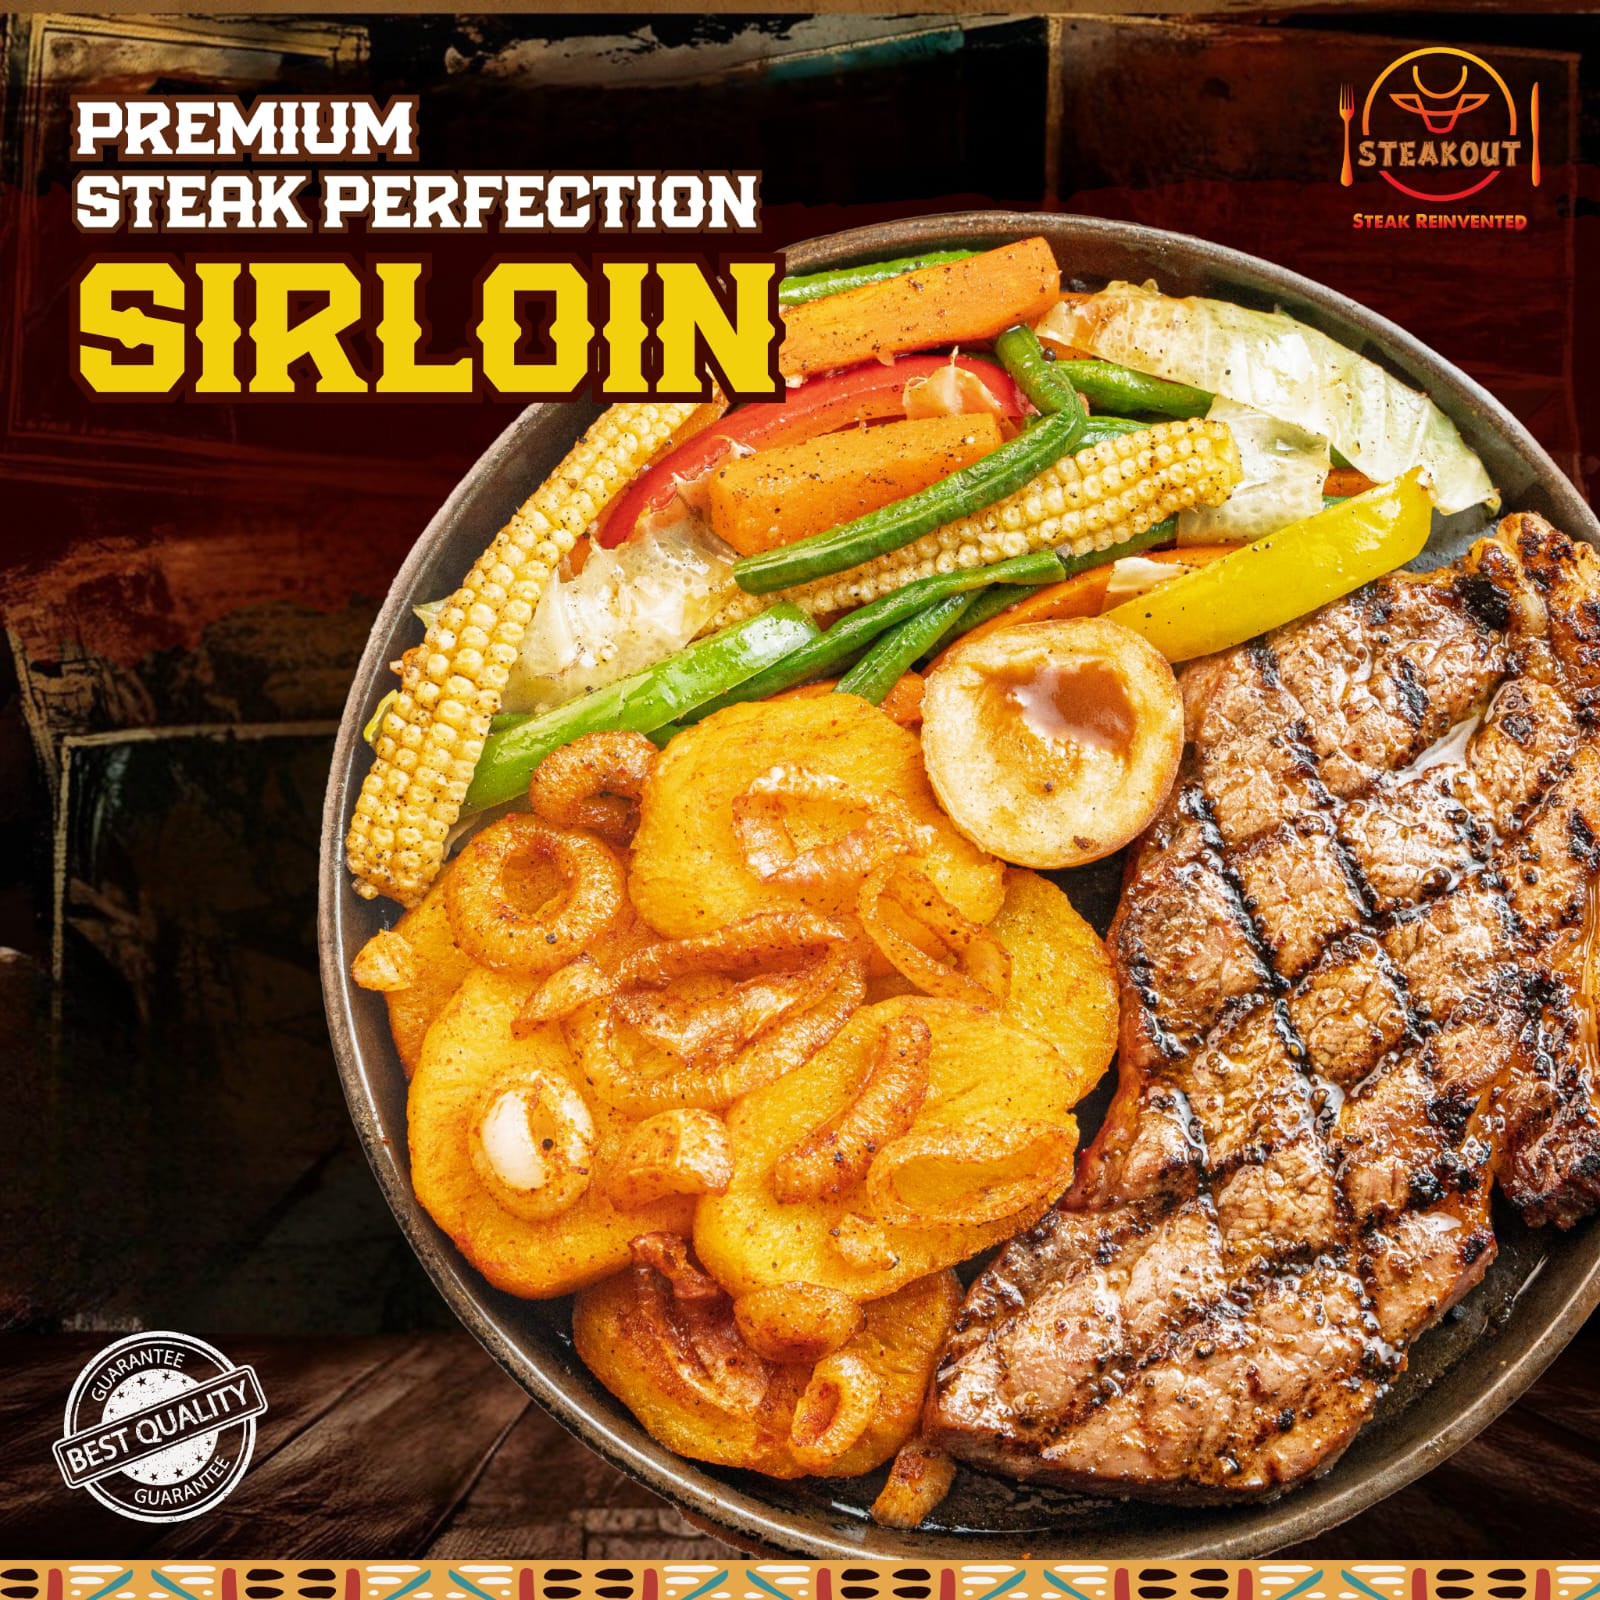 PREMIUM
STEAK PERFECTION
SIRLOIN
STEAKOUT
STEAK REINVENTED
GUARANTEE
BEST QUALITY
GUARANTEE